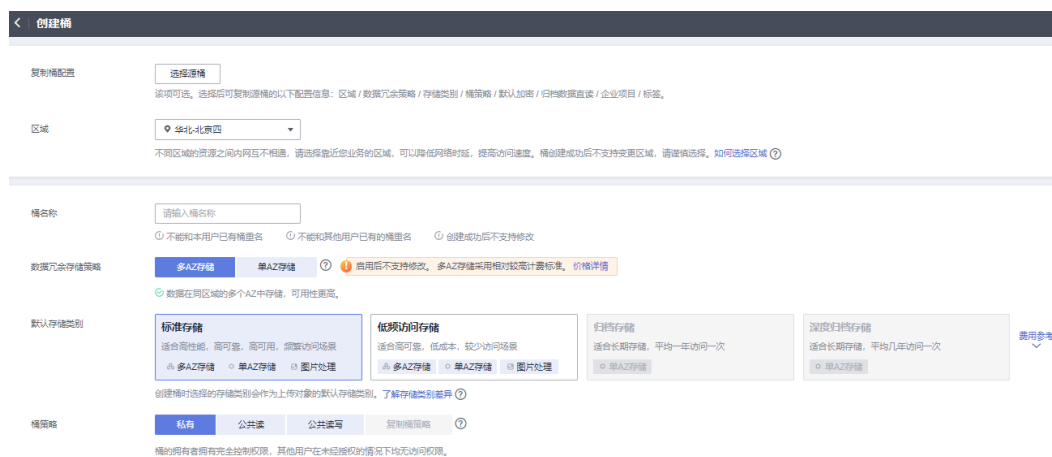 创建桶
复制桶配置
选择源桶
该项可选。选择后可复制源桶的以下配置信息：区域 / 数据冗余策略 / 存储类别 / 桶策略 / 默认加密 / 归档数据直读 / 企业项目 / 标签。
区域
华北-北京四
不同区域的资源之间内网互不相通，请选择靠近您业务的区域，可以降低网络时延，提高访问速度。桶创建成功后不支持变更区域，请谨慎选择。如何选择区域
桶名称
请输入桶名称
不能和本用户已有桶重名 不能和其他用户已有的桶重名 创建成功后不支持修改
数据冗余存储策略
多AZ存储 单AZ存储 启用后不支持修改。 多AZ存储采用相对较高计费标准。 价格详情
数据在同区域的多个AZ中存储，可用性更高。
默认存储类别
标准存储 低频访问存储 归档存储 深度归档存储
适合高性能，高可靠，高可用，频繁访问场景 适合高可靠，低成本，较少访问场景 适合长期存储，平均一年访问一次 适合长期存储，平均几年访问一次
多AZ存储 单AZ存储 图片处理 多AZ存储 单AZ存储 图片处理 单AZ存储 单AZ存储
费用参考
创建桶时选择的存储类别会作为上传对象的默认存储类别。了解存储类别差异
桶策略
私有 公共读 公共读写 复制桶策略
桶的拥有者拥有完全控制权限，其他用户在未经授权的情况下均无访问权限。